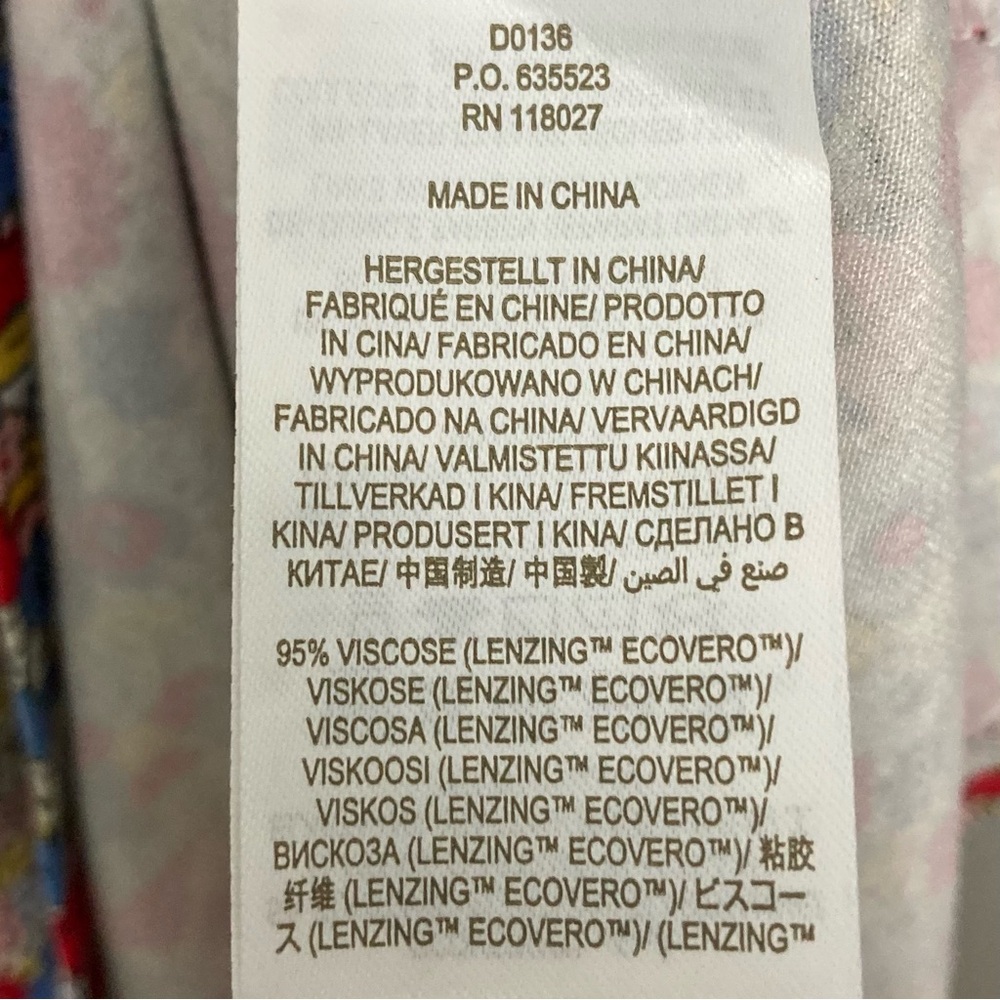 D0136
P.O. 635523
RN 118027
MADE IN CHINA
HERGESTELLT IN CHINA/
FABRIQUÉ EN CHINE/ PRODOTTO
IN CINA/ FABRICADO EN CHINA/
WYPRODUKOWANO W CHINACH/
FABRICADO NA CHINA/ VERVAARDIGD
IN CHINA/ VALMISTETTU KIINASSA/
TILLVERKAD I KINA/ FREMSTILLET I
KINA/ PRODUSERT I KINA/ СДЕЛАНО В
КИТАЕ/ 中国制造/ 中国製/ صنع في الصين
95% VISCOSE (LENZING™ ECOVERO™)/
VISKOSE (LENZING™ ECOVERO™)/
VISCOSA (LENZING™ ECOVERO™)/
VISKOOSI (LENZING™ ECOVERO™)/
VISKOS (LENZING™ ECOVERO™)/
ВИСКОЗА (LENZING™ ECOVERO™)/ 粘胶
纤维 (LENZING™ ECOVERO™)/ ビスコー
ス (LENZING™ ECOVERO™)/ (LENZING™